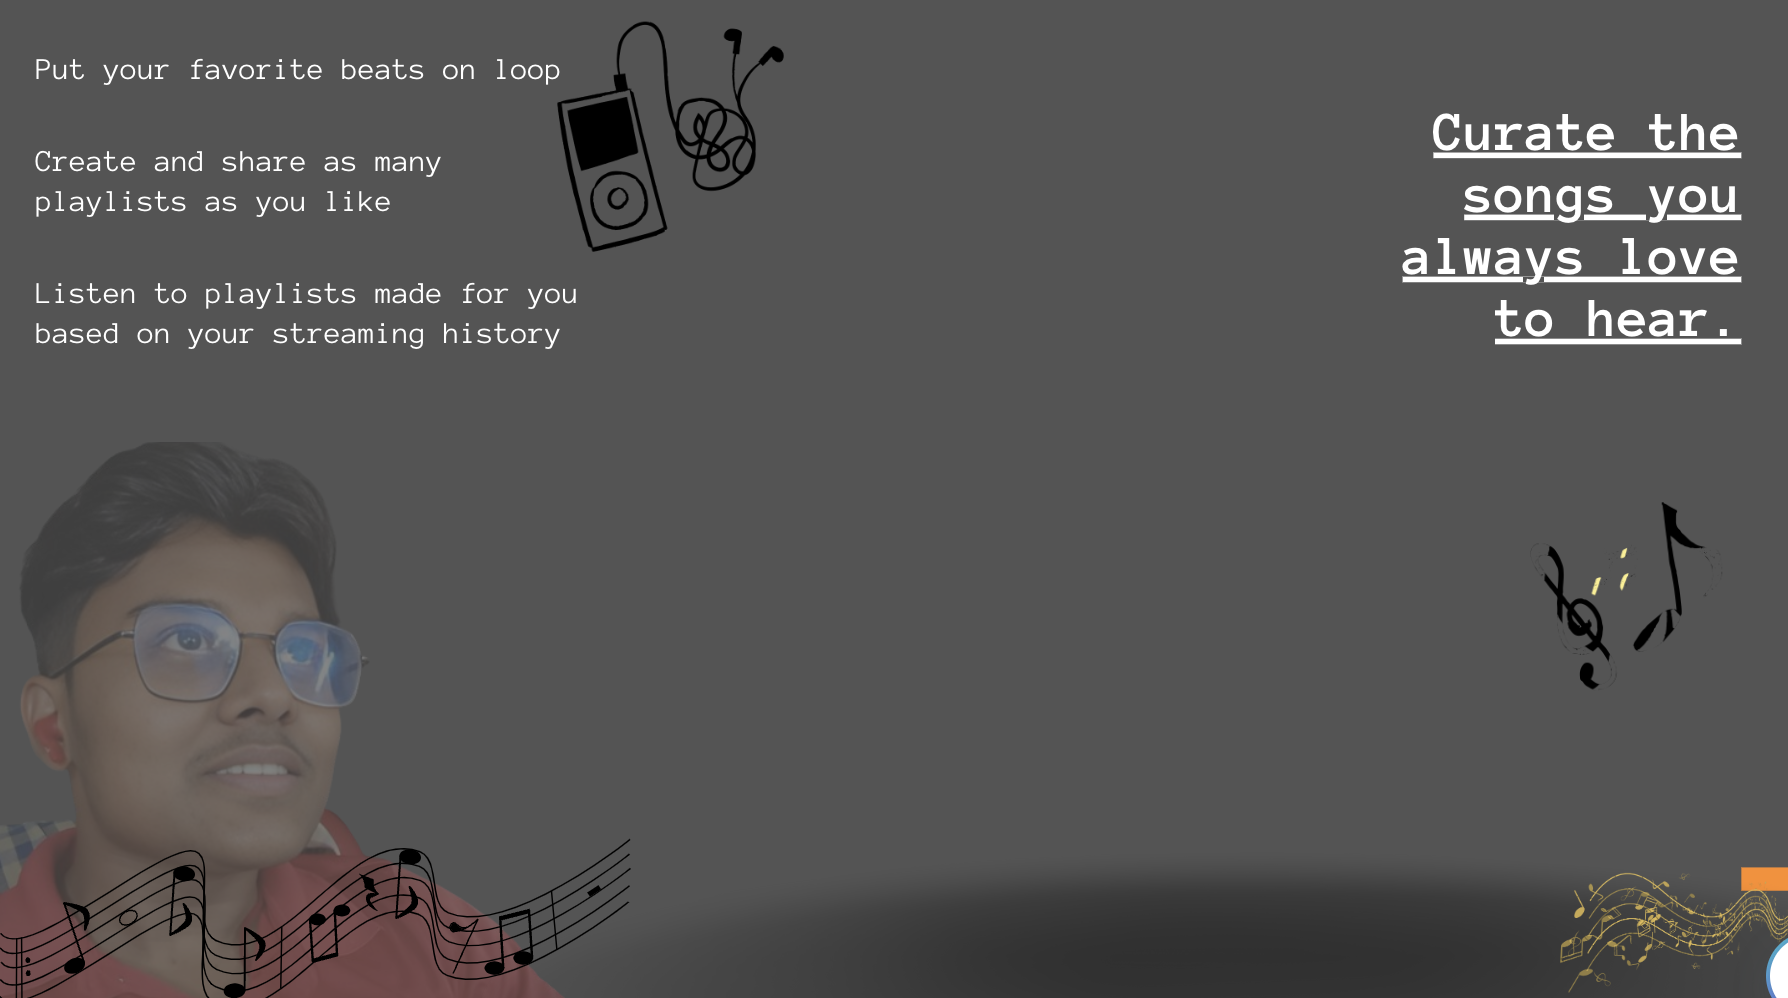 Put your favorite beats on loop
Create and share as many
playlists as you like
Listen to playlists made for you
based on your streaming history
Curate the
songs you
always love
to hear.